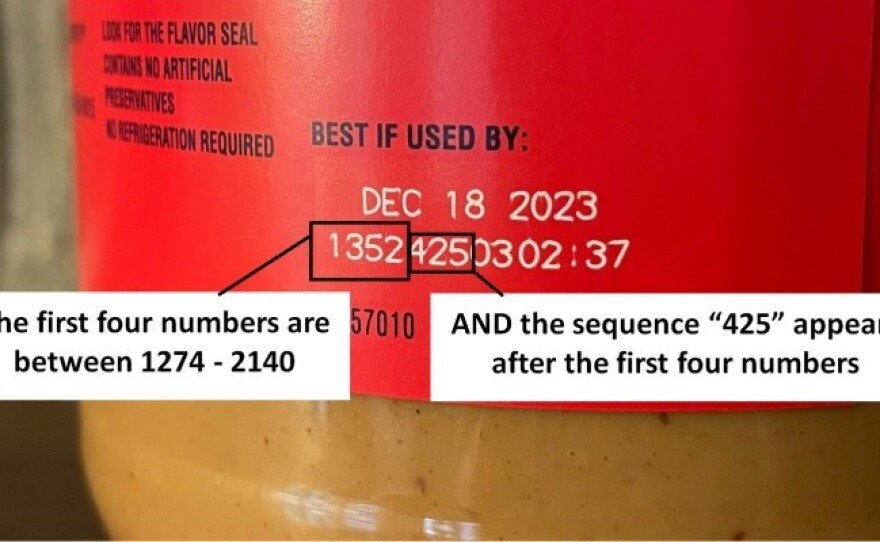 LOOK FOR THE FLAVOR SEAL
CONTAINS NO ARTIFICIAL
PRESERVATIVES
NO REFRIGERATION REQUIRED
BEST IF USED BY:
DEC 18 2023
13524250302:37
57010
he first four numbers are
between 1274 - 2140
AND the sequence “425” appear
after the first four numbers